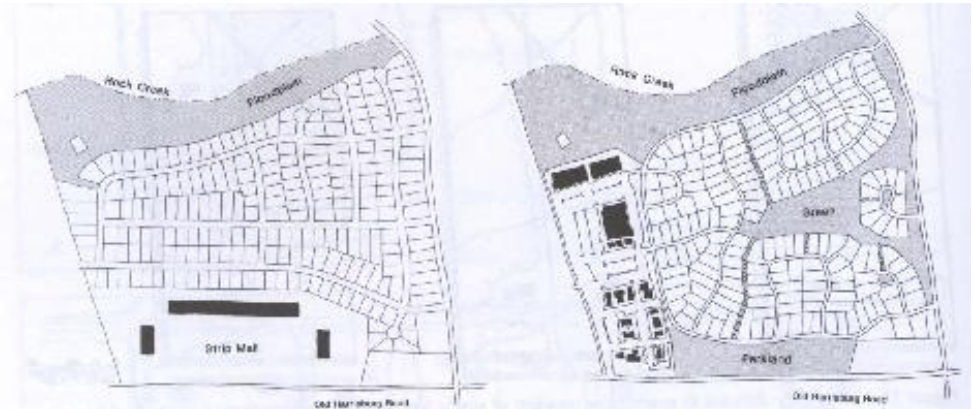 Rock Creek
Floodplain
Strip Mall
Old Harrisburg Road
Rock Creek
Floodplain
Green
Parkland
Old Harrisburg Road